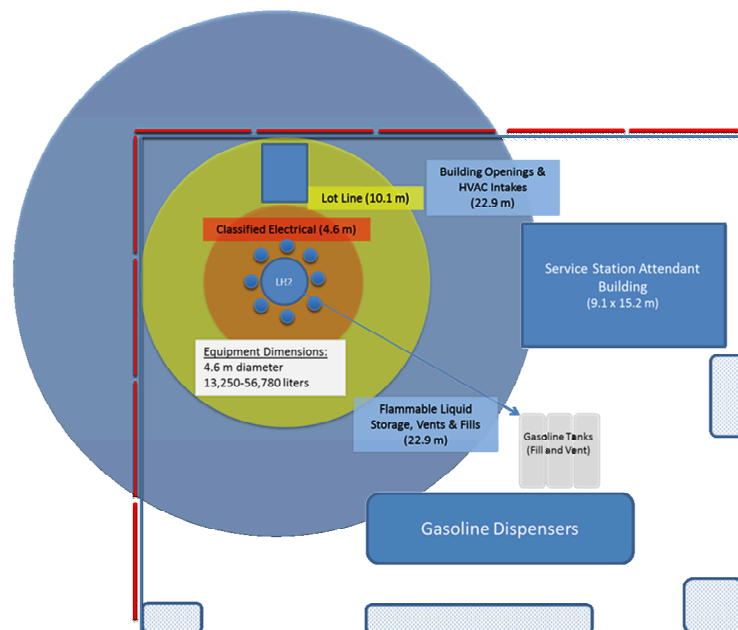 Building Openings &
HVAC Intakes
(22.9 m)
Lot Line (10.1 m)
Classified Electrical (4.6 m)
LH2
Service Station Attendant
Building
(9.1 x 15.2 m)
Equipment Dimensions:
4.6 m diameter
13,250-56,780 liters
Flammable Liquid
Storage, Vents & Fills
(22.9 m)
Gasoline Tanks
(Fill and Vent)
Gasoline Dispensers